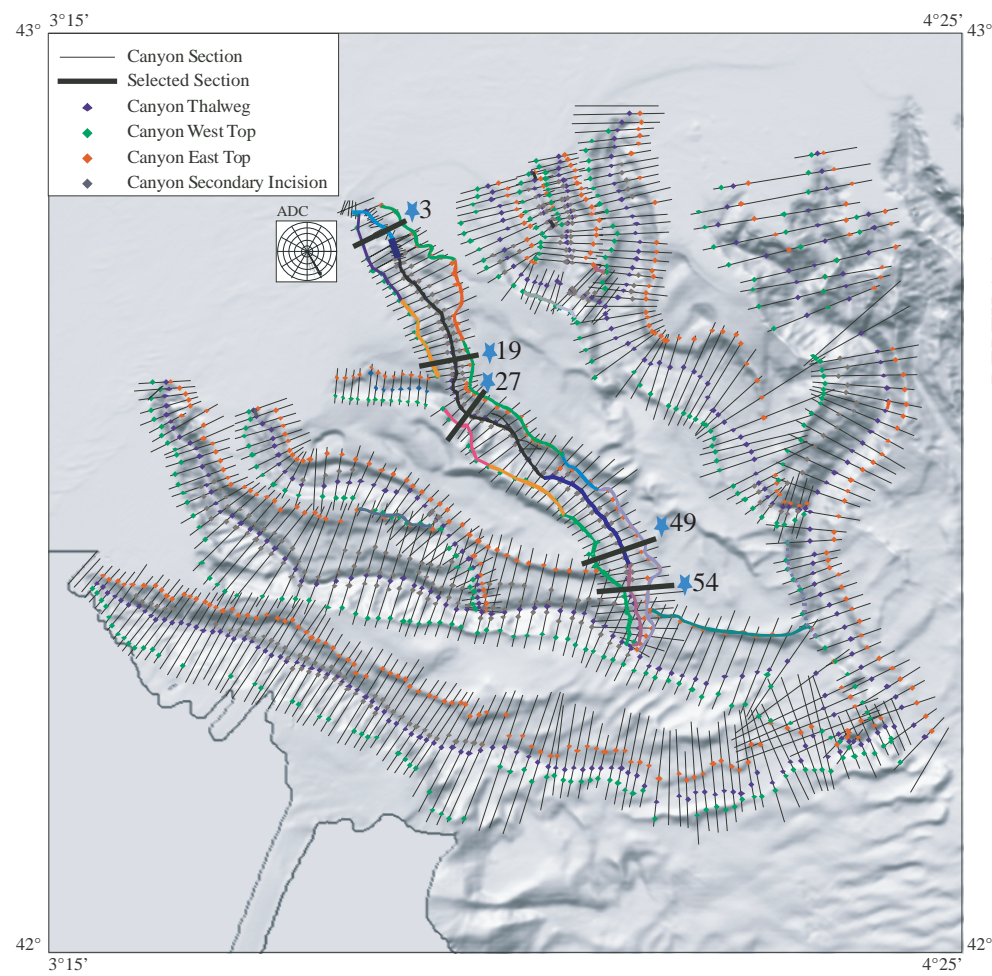 3°15’ 4°25’
43° 43°
Canyon Section
Selected Section
Canyon Thalweg
Canyon West Top
Canyon East Top
Canyon Secondary Incision
ADC
3
19
27
49
54
42° 42°
3°15’ 4°25’